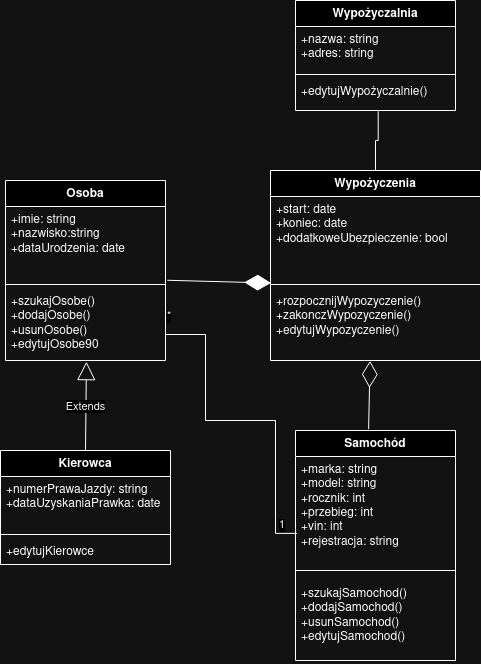 Wypożyczalnia
+nazwa: string
+adres: string
+edytujWypożyczalnie()
Osoba
+imie: string
+nazwisko:string
+dataUrodzenia: date
+szukajOsobe()
+dodajOsobe()
+usunOsobe()
+edytujOsobe90
Wypożyczenia
+start: date
+koniec: date
+dodatkoweUbezpieczenie: bool
+rozpocznijWypozyczenie()
+zakonczWypozyczenie()
+edytujWypozyczenie()
*
Extends
Kierowca
+numerPrawaJazdy: string
+dataUzyskaniaPrawka: date
+edytujKierowce
1
Samochód
+marka: string
+model: string
+rocznik: int
+przebieg: int
+vin: int
+rejestracja: string
+szukajSamochod()
+dodajSamochod()
+usunSamochod()
+edytujSamochod()